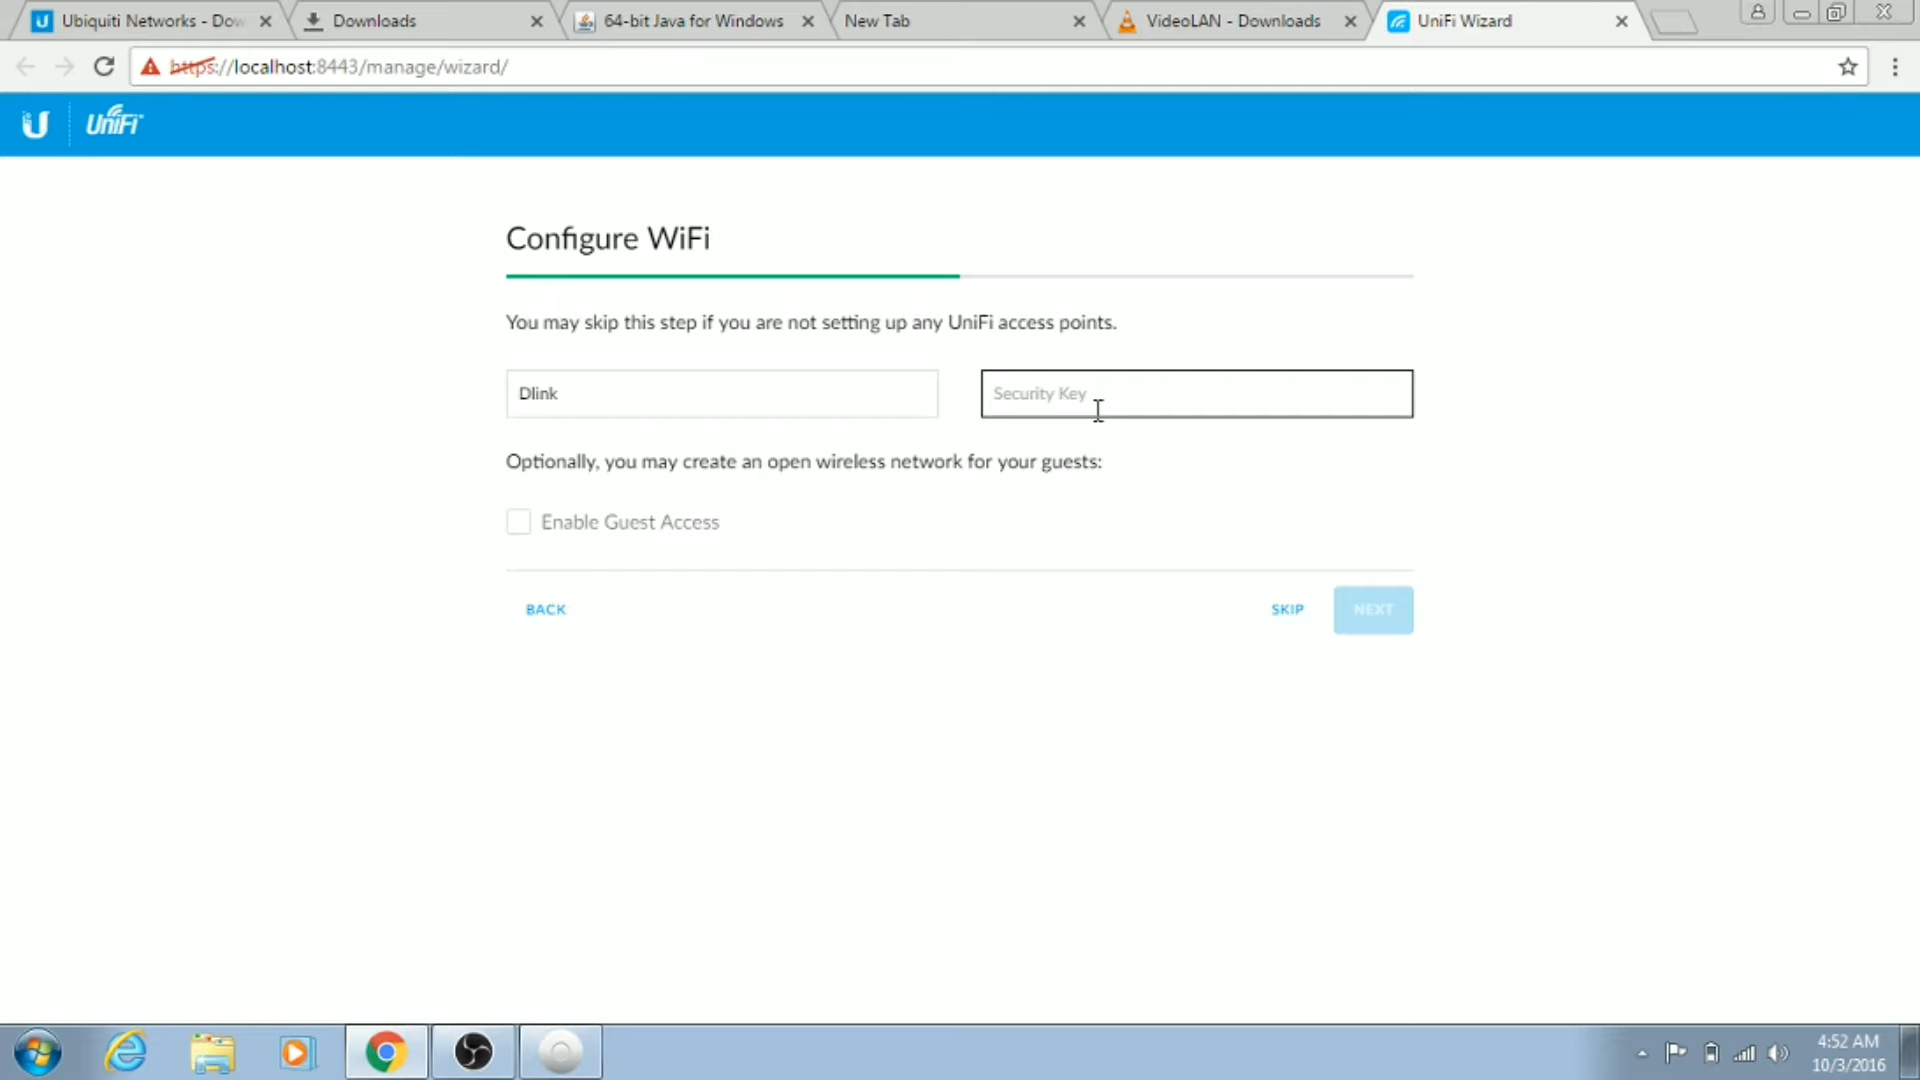 Ubiquiti Networks - Dow
Downloads
64-bit Java for Windows
New Tab
VideoLAN - Downloads
UniFi Wizard
https://localhost:8443/manage/wizard/
U UniFi
Configure WiFi
You may skip this step if you are not setting up any UniFi access points.
Dlink
Security Key
Optionally, you may create an open wireless network for your guests:
Enable Guest Access
BACK
SKIP
NEXT
4:52 AM
10/3/2016